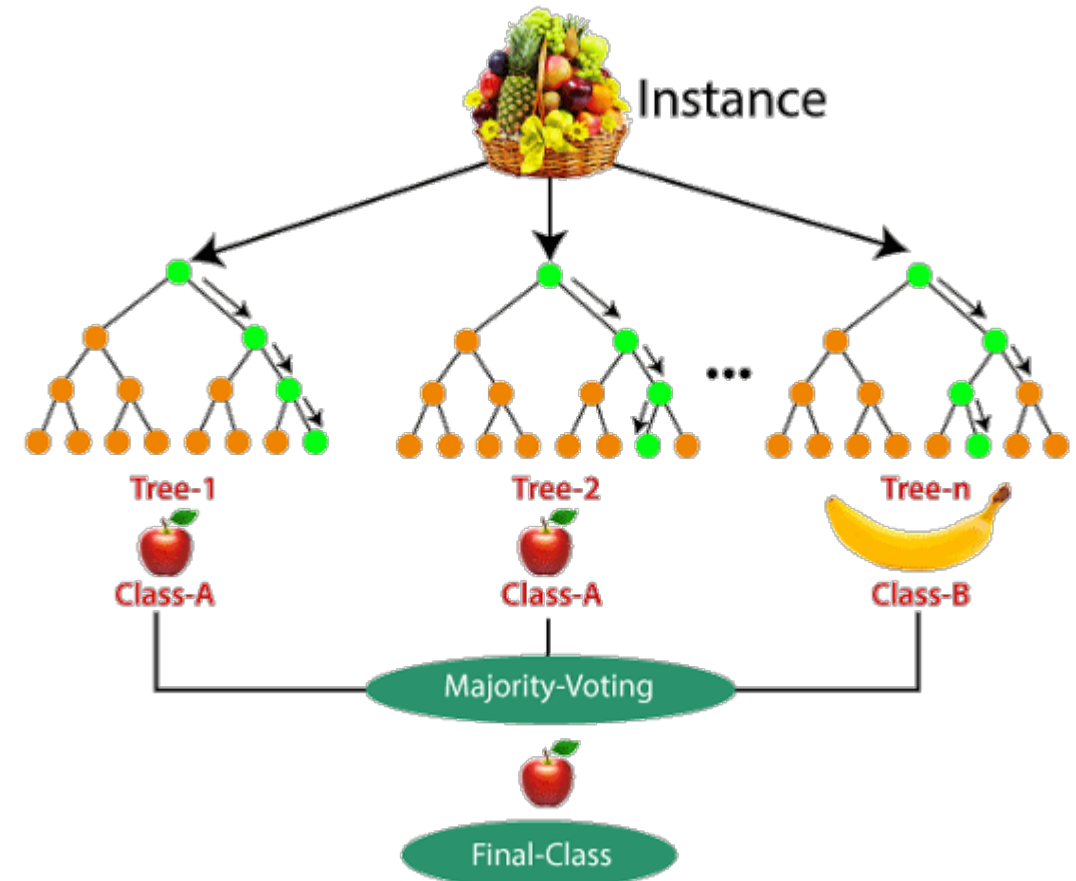 Instance
...
Tree-1
Tree-2
Tree-n
Class-A
Class-A
Class-B
Majority-Voting
Final-Class